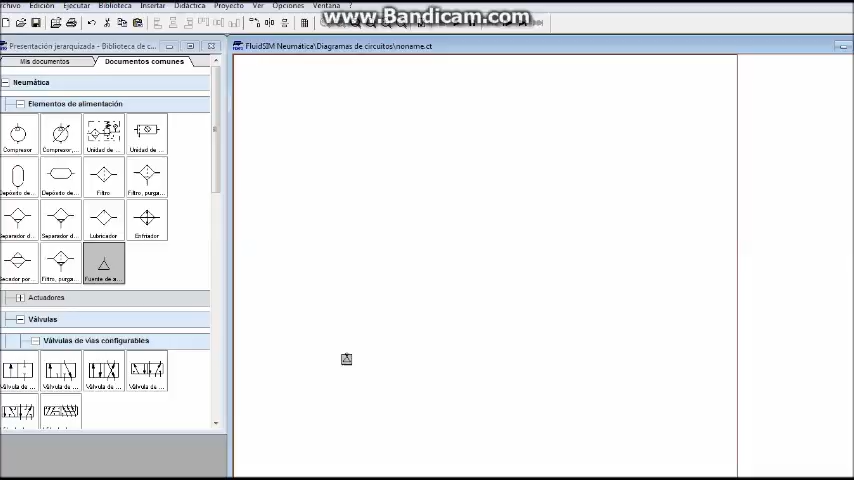 www.Bandicam.com
rchivo Edición Ejecutar Biblioteca Insertar Didáctica Proyecto Ver Opciones Ventana ?
Presentación jerarquizada - Biblioteca de c...
FluidSIM Neumática\Diagramas de circuitos\noname.ct
Mis documentos Documentos comunes
Neumática
Elementos de alimentación
Compresor Compresor,... Unidad de ... Unidad de ...
Depósito de... Depósito de... Filtro Filtro, purga...
Separador d... Separador d... Lubricador Enfriador
Secador por... Filtro, purga... Fuente de a...
Actuadores
Válvulas
Válvulas de vías configurables
Válvula de... Válvula de... Válvula de... Válvula de...